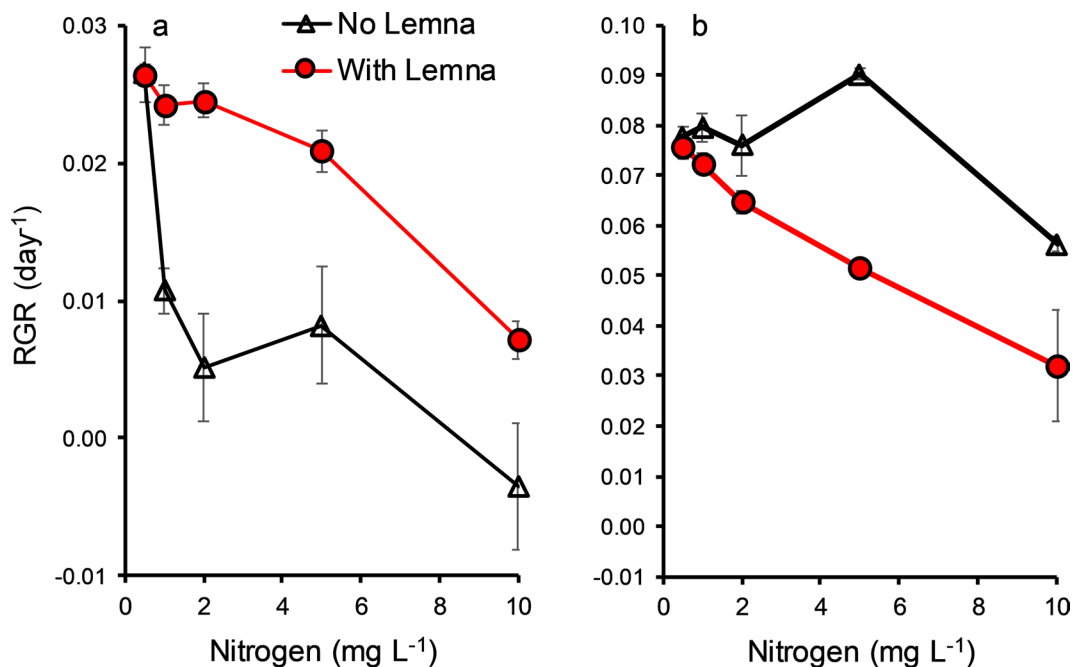 a
No Lemna
With Lemna
RGR (day⁻¹)
0.03
0.02
0.01
0.00
-0.01
0 2 4 6 8 10
Nitrogen (mg L⁻¹)
b
0.10
0.09
0.08
0.07
0.06
0.05
0.04
0.03
0.02
0.01
0.00
-0.01
0 2 4 6 8 10
Nitrogen (mg L⁻¹)